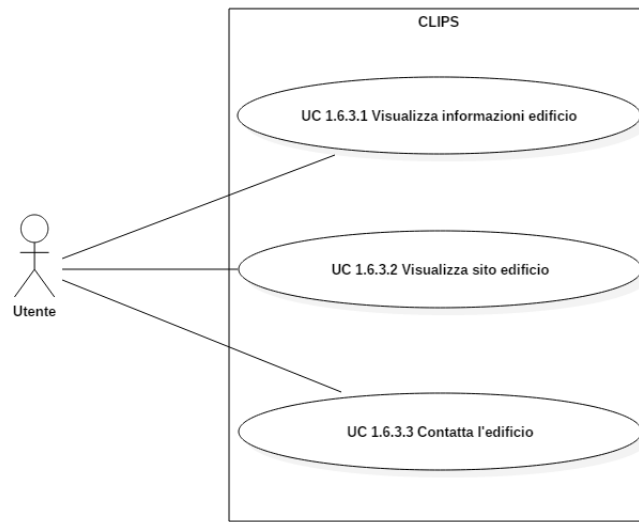 CLIPS
UC 1.6.3.1 Visualizza informazioni edificio
UC 1.6.3.2 Visualizza sito edificio
Utente
UC 1.6.3.3 Contatta l'edificio